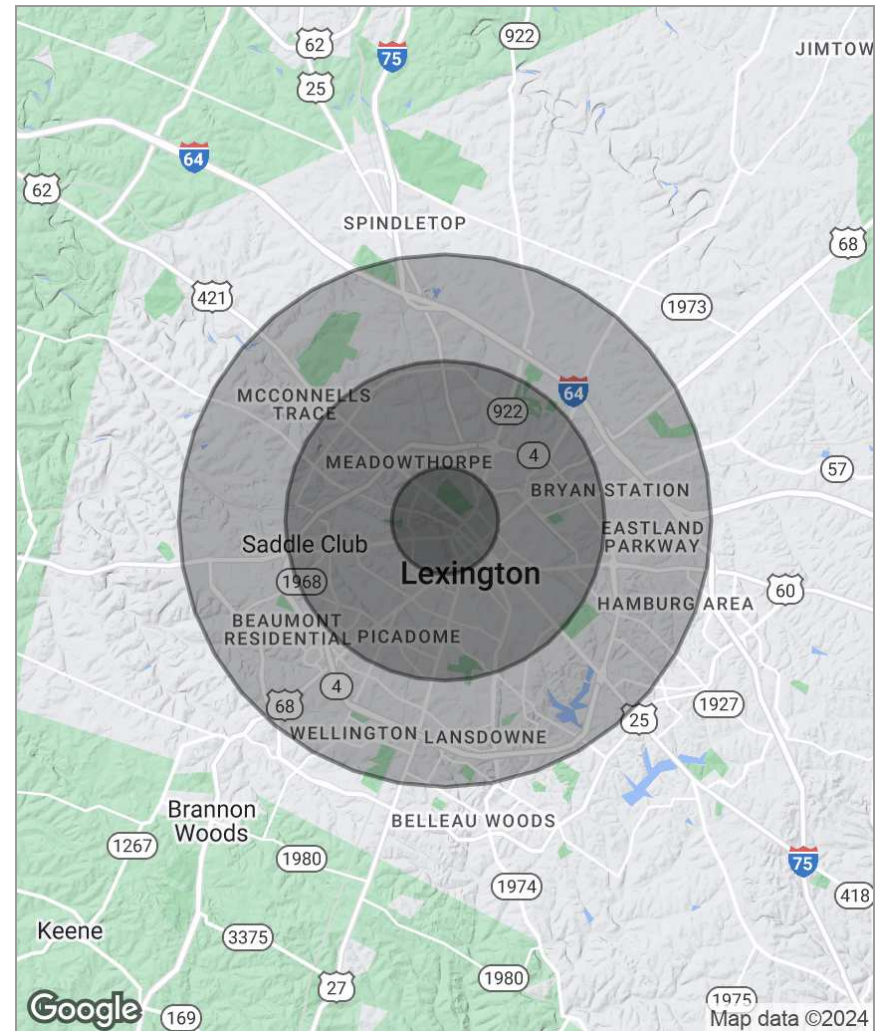 922
62
JIMTOW
75
25
64
62
SPINDLETOP
68
421
1973
MCCONNELLS
TRACE
64
922
MEADOWTHORPE
4
57
BRYAN STATION
EASTLAND
PARKWAY
Saddle Club
Lexington
1968
60
HAMBURG AREA
BEAUMONT
RESIDENTIAL
PICADOME
4
68
1927
25
WELLINGTON
LANSDOWNE
Brannon
Woods
BELLEAU WOODS
1267
1980
75
1974
418
Keene
3375
1980
27
1975
Google
169
Map data ©2024